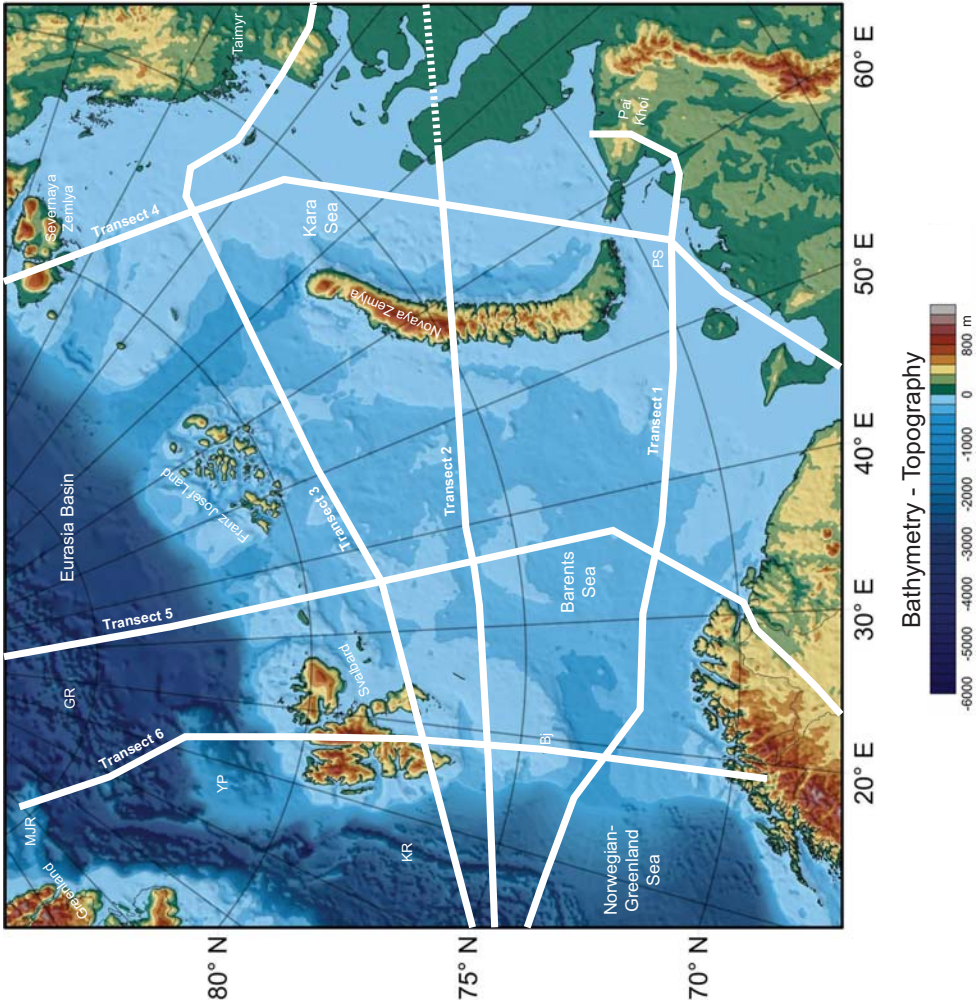 Taimyr
60° E
Pai
Khoi
Severnaya
Zemlya
Transect 4
Kara
Sea
PS
50° E
Novaya Zemlya
Bathymetry - Topography
800 m
0
-1000
-2000
-3000
-4000
-5000
-6000
Transect 1
40° E
Transect 2
Franz Josef Land
Transect 3
Eurasia Basin
Barents
Sea
30° E
Transect 5
Svalbard
GR
Transect 6
Bj
20° E
YP
MJR
KR
Norwegian-
Greenland
Sea
Greenland
80° N
75° N
70° N